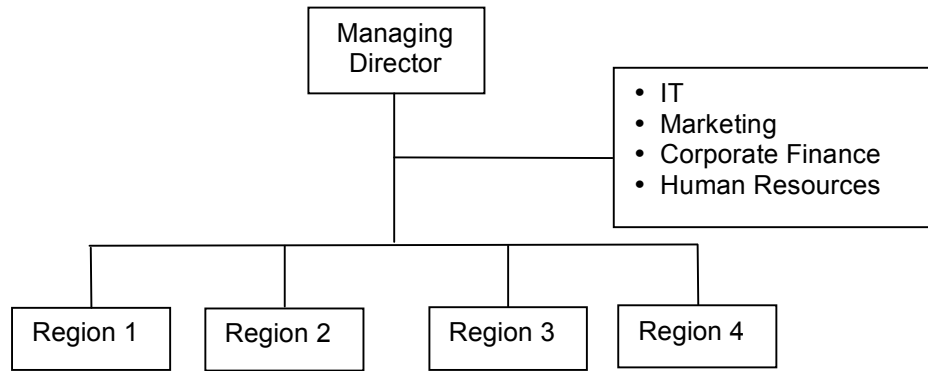 Managing
Director
• IT
• Marketing
• Corporate Finance
• Human Resources
Region 1
Region 2
Region 3
Region 4